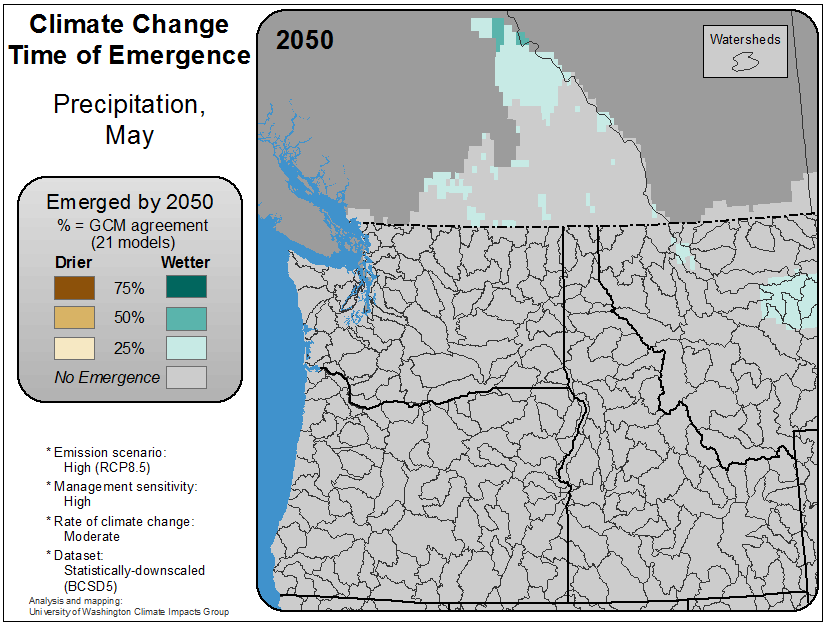 Climate Change
Time of Emergence
Precipitation,
May
Emerged by 2050
% = GCM agreement
(21 models)
Drier Wetter
75%
50%
25%
No Emergence
* Emission scenario:
High (RCP8.5)
* Management sensitivity:
High
* Rate of climate change:
Moderate
* Dataset:
Statistically-downscaled
(BCSD5)
Analysis and mapping:
University of Washington Climate Impacts Group
2050
Watersheds